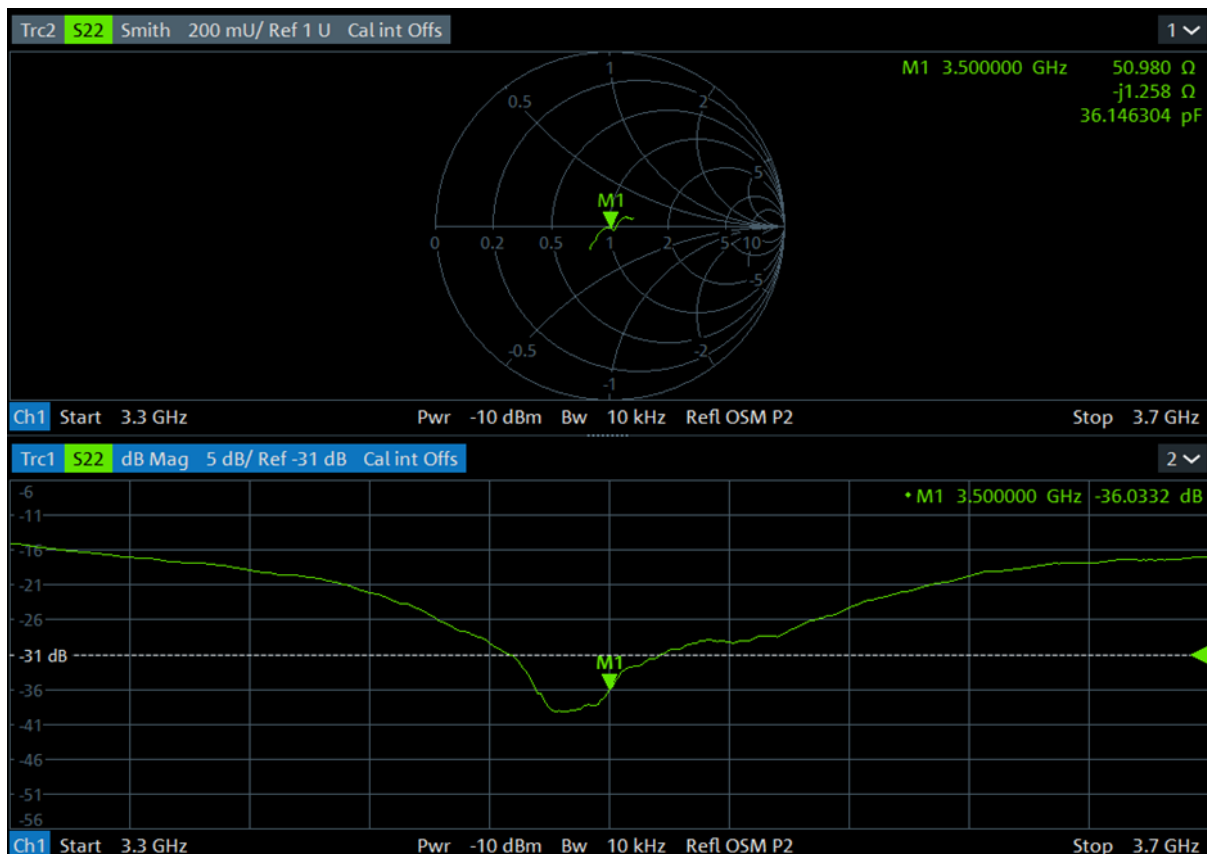 Trc2 S22 Smith 200 mU/ Ref 1 U Cal int Offs 1
M1 3.500000 GHz 50.980 Ω
-j1.258 Ω
36.146304 pF
1
0.5 2
5
M1
0 0.2 0.5 1 2 5 10
-5
-0.5 -2
-1
Ch1 Start 3.3 GHz Pwr -10 dBm Bw 10 kHz Refl OSM P2 Stop 3.7 GHz
Trc1 S22 dB Mag 5 dB/ Ref -31 dB Cal int Offs 2
-6
•M1 3.500000 GHz -36.0332 dB
-11
-16
-21
-26
-31 dB
M1
-36
-41
-46
-51
-56
Ch1 Start 3.3 GHz Pwr -10 dBm Bw 10 kHz Refl OSM P2 Stop 3.7 GHz